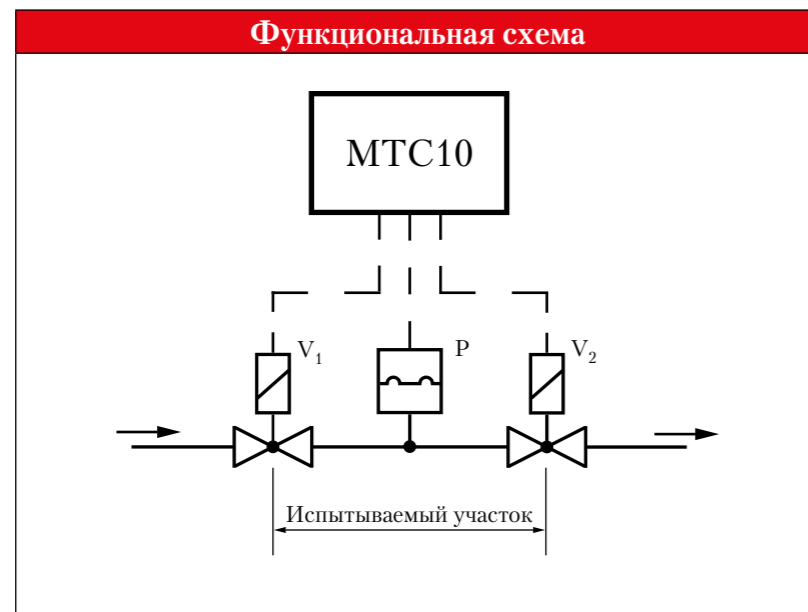 Функциональная схема
МТС10
V₁
P
V₂
Испытываемый участок